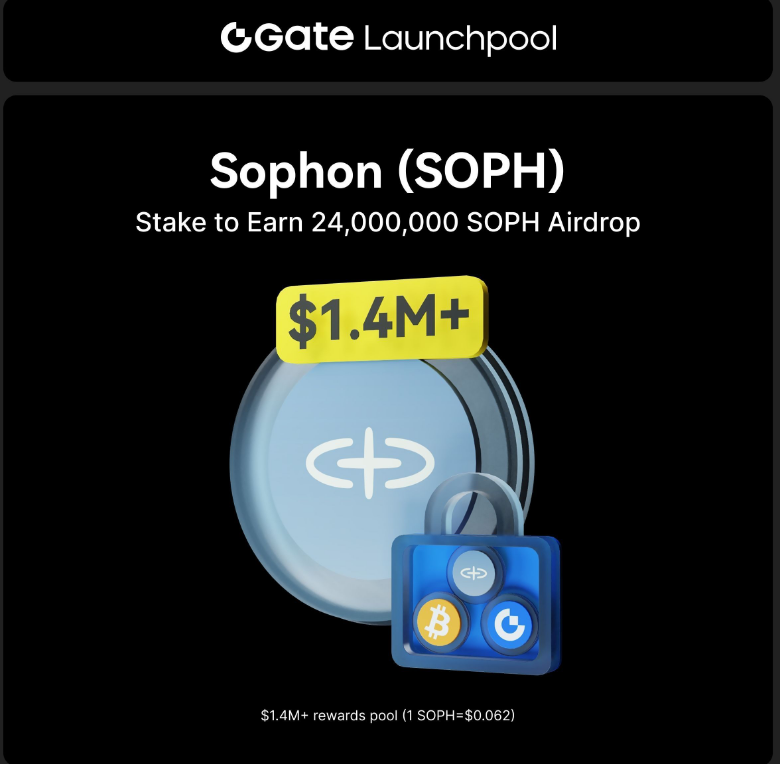 Gate Launchpool
Sophon (SOPH)
Stake to Earn 24,000,000 SOPH Airdrop
$1.4M+
$1.4M+ rewards pool (1 SOPH=$0.062)